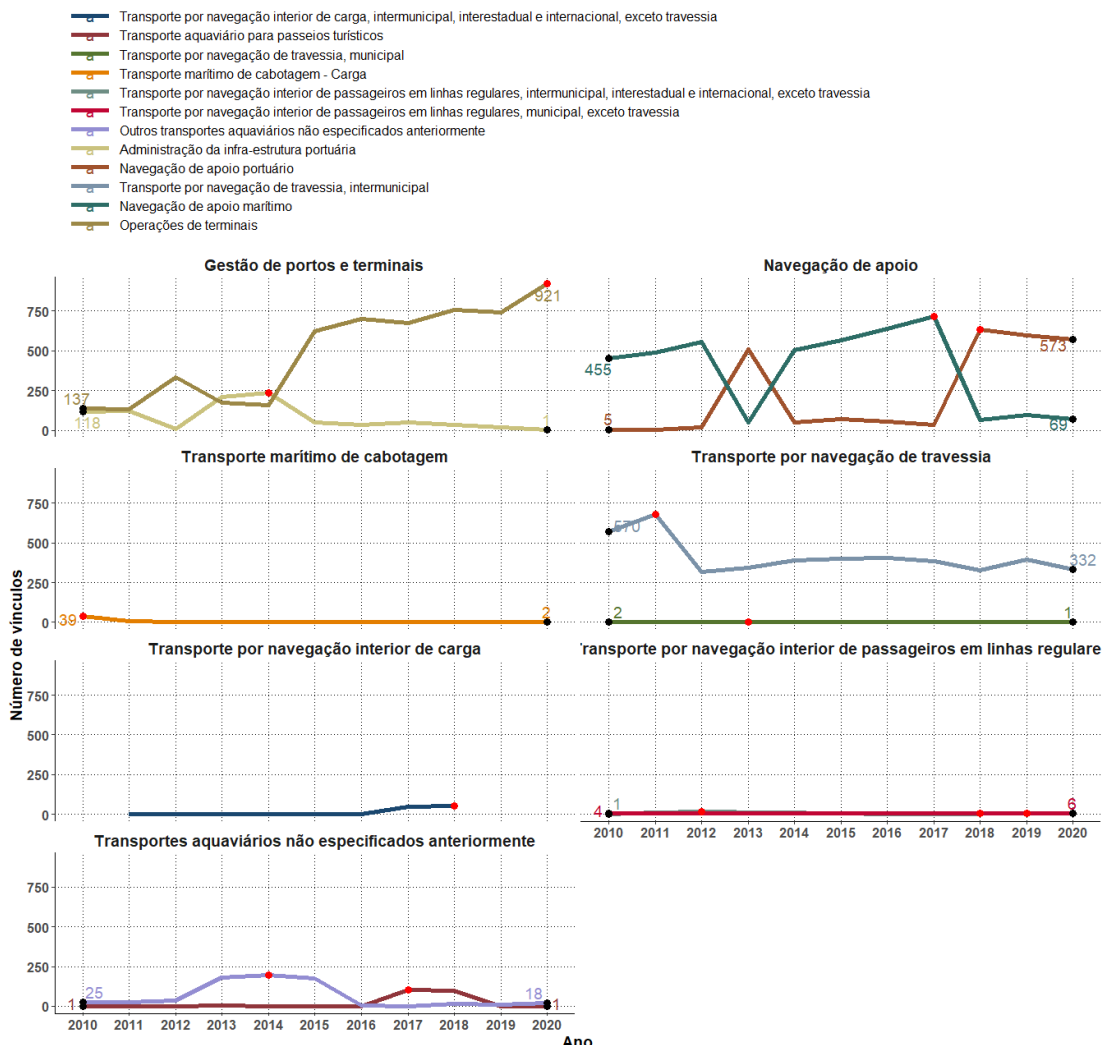 a Transporte por navegação interior de carga, intermunicipal, interestadual e internacional, exceto travessia
a Transporte aquaviário para passeios turísticos
a Transporte por navegação de travessia, municipal
a Transporte marítimo de cabotagem - Carga
a Transporte por navegação interior de passageiros em linhas regulares, intermunicipal, interestadual e internacional, exceto travessia
a Transporte por navegação interior de passageiros em linhas regulares, municipal, exceto travessia
a Outros transportes aquaviários não especificados anteriormente
a Administração da infra-estrutura portuária
a Navegação de apoio portuário
a Transporte por navegação de travessia, intermunicipal
a Navegação de apoio marítimo
a Operações de terminais
Número de vínculos
Gestão de portos e terminais
750
500
250
0
137
118
921
1
Navegação de apoio
455
5
573
69
Transporte marítimo de cabotagem
750
500
250
0
39
2
Transporte por navegação de travessia
570
332
2
1
Transporte por navegação interior de carga
750
500
250
0
Transporte por navegação interior de passageiros em linhas regulare
4
1
6
2010 2011 2012 2013 2014 2015 2016 2017 2018 2019 2020
Transportes aquaviários não especificados anteriormente
750
500
250
0
1
25
18
1
2010 2011 2012 2013 2014 2015 2016 2017 2018 2019 2020
Ano